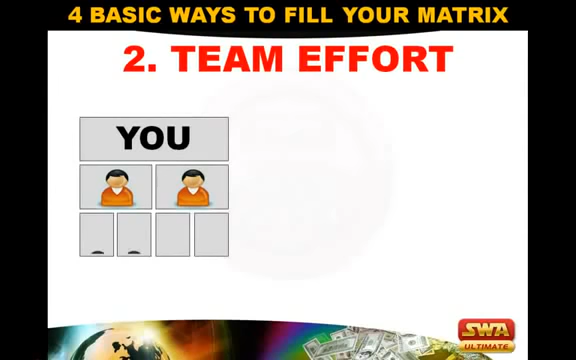 4 BASIC WAYS TO FILL YOUR MATRIX
2. TEAM EFFORT
YOU
SWA
ULTIMATE